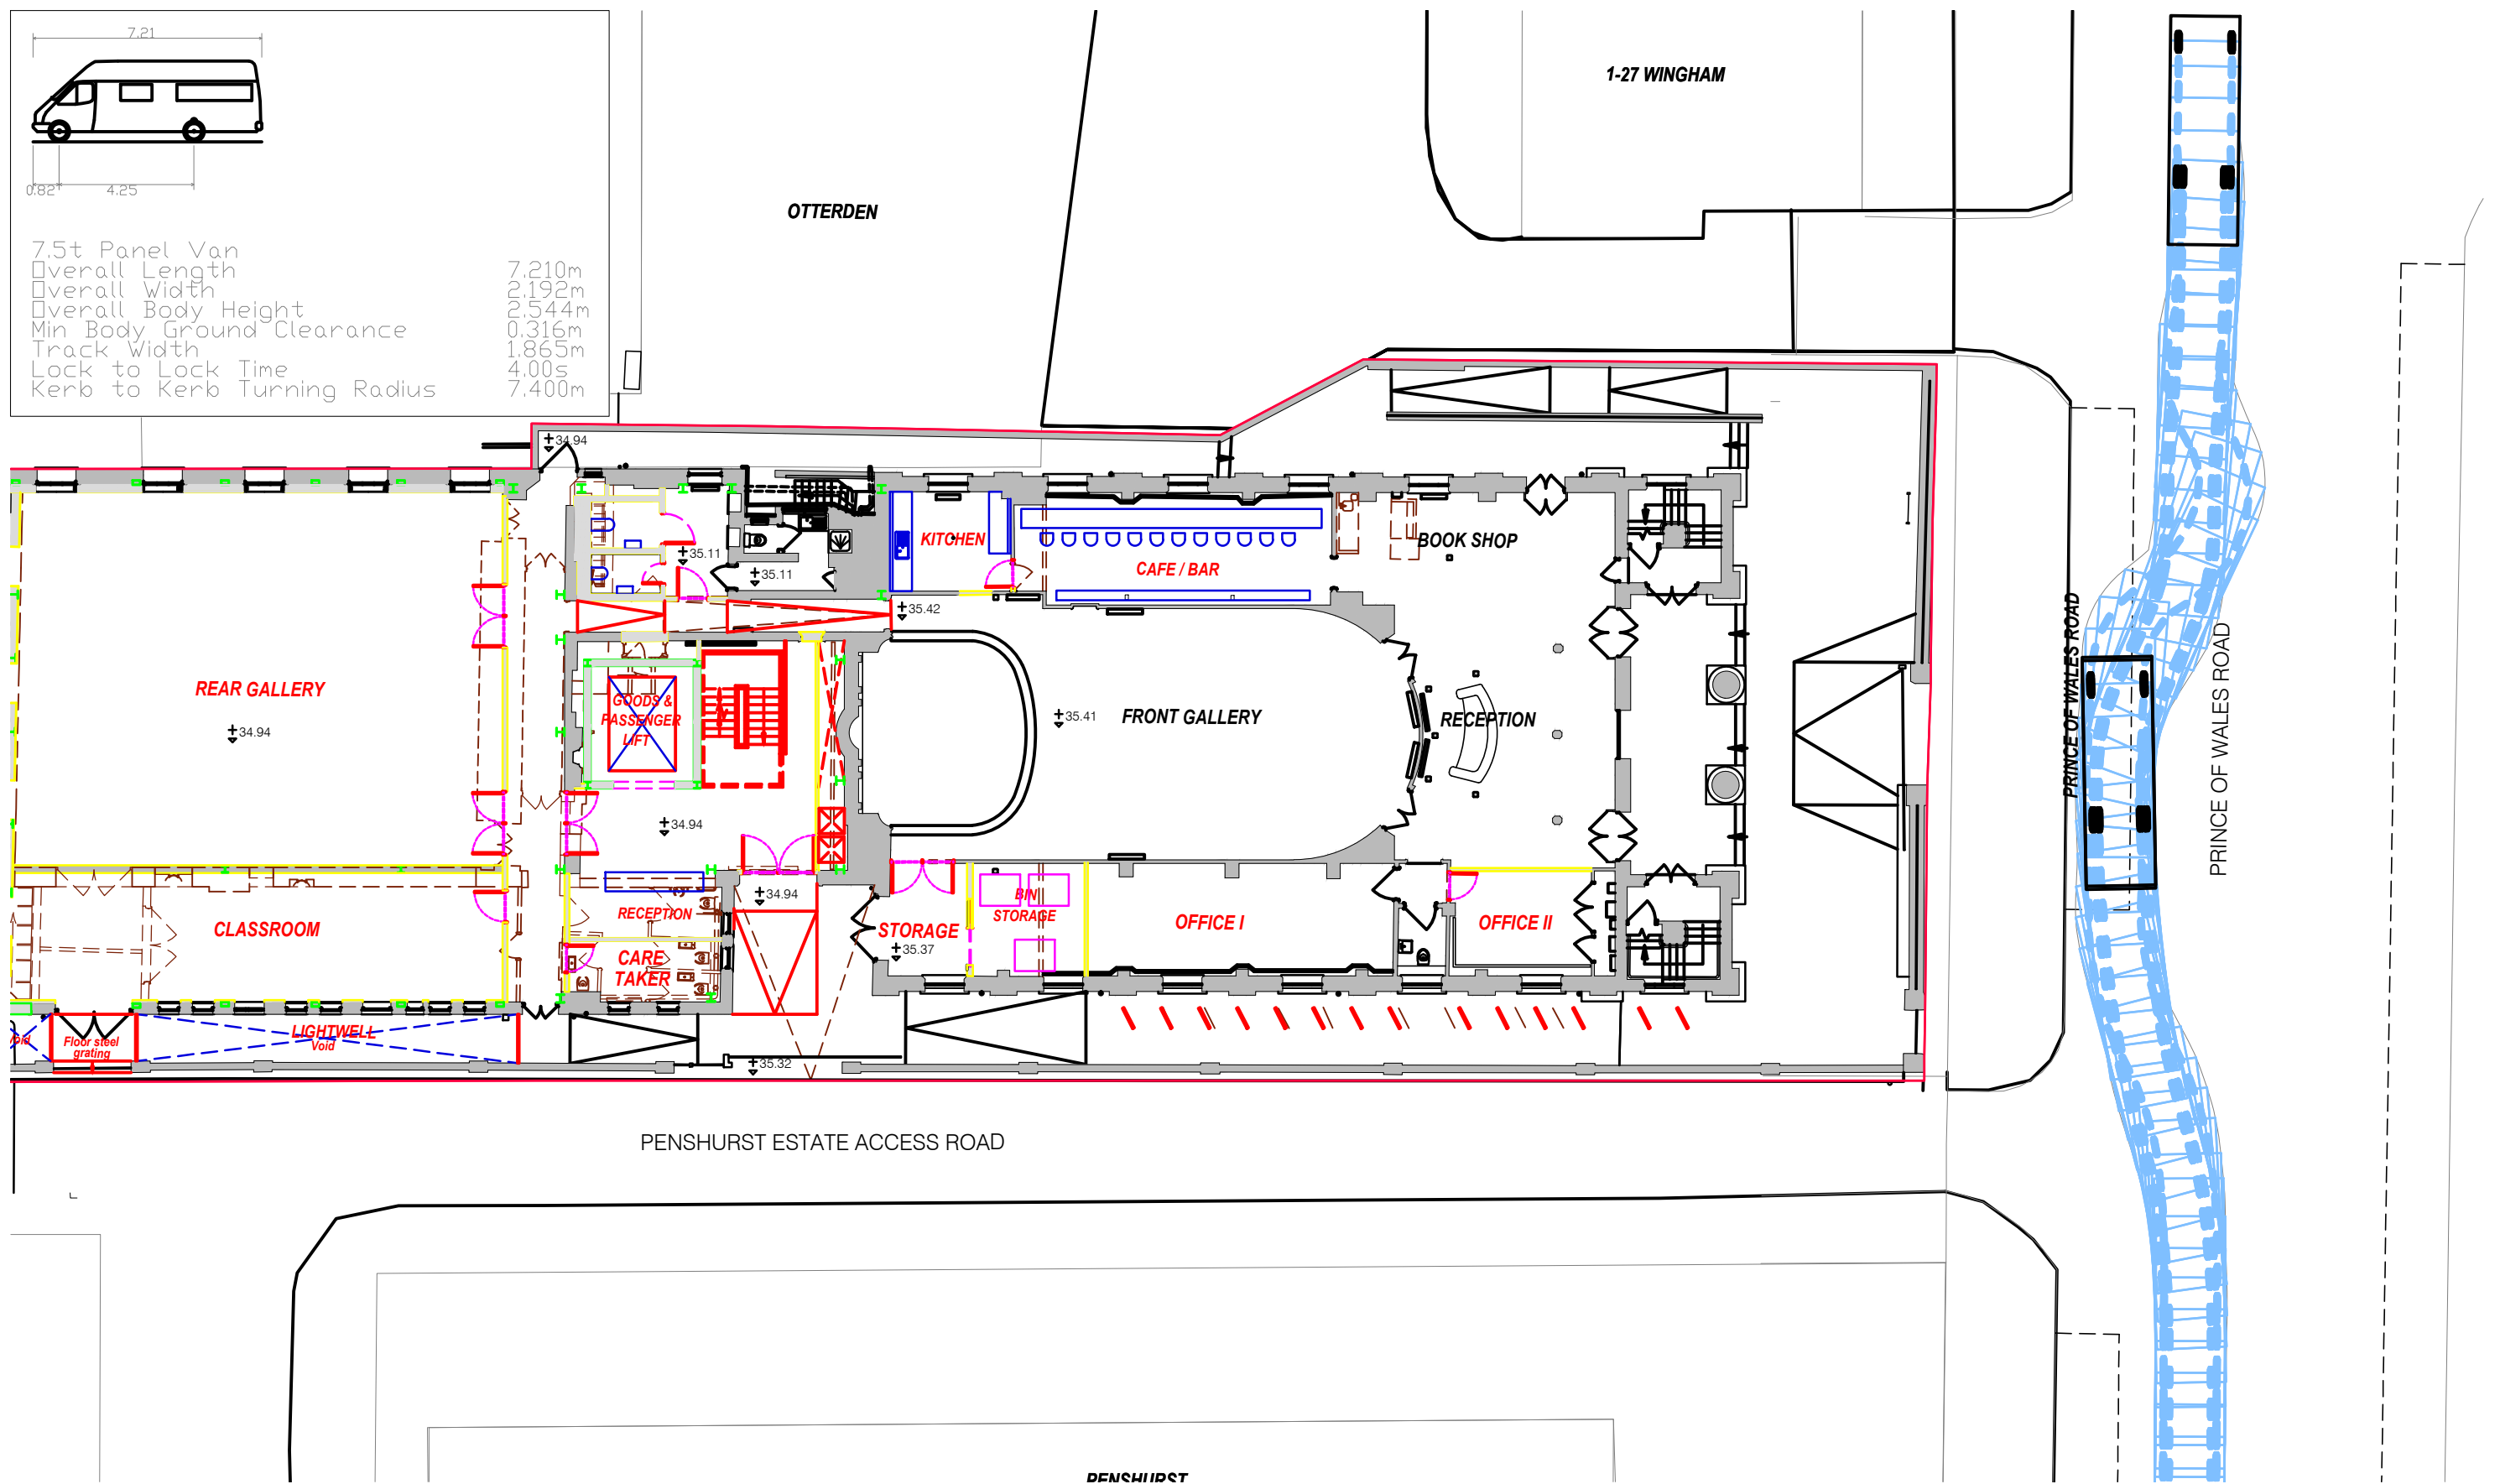 7.21
0.82
4.25
7.5t Panel Van
Overall Length 7.210m
Overall Width 2.192m
Overall Body Height 2.544m
Min Body Ground Clearance 0.316m
Track Width 1.865m
Lock to Lock Time 4.00s
Kerb to Kerb Turning Radius 7.400m
1-27 WINGHAM
OTTERDEN
34.94
KITCHEN
CAFE / BAR
BOOK SHOP
35.11
35.11
35.42
REAR GALLERY
34.94
GOODS &
PASSENGER
LIFT
35.41
FRONT GALLERY
RECEPTION
PRINCE OF WALES ROAD
PRINCE OF WALES ROAD
34.94
34.94
CLASSROOM
RECEPTION
CARE
TAKER
STORAGE
35.37
BIN
STORAGE
OFFICE I
OFFICE II
Void
Floor steel
grating
LIGHTWELL
Void
35.32
PENSHURST ESTATE ACCESS ROAD
PENSHURST